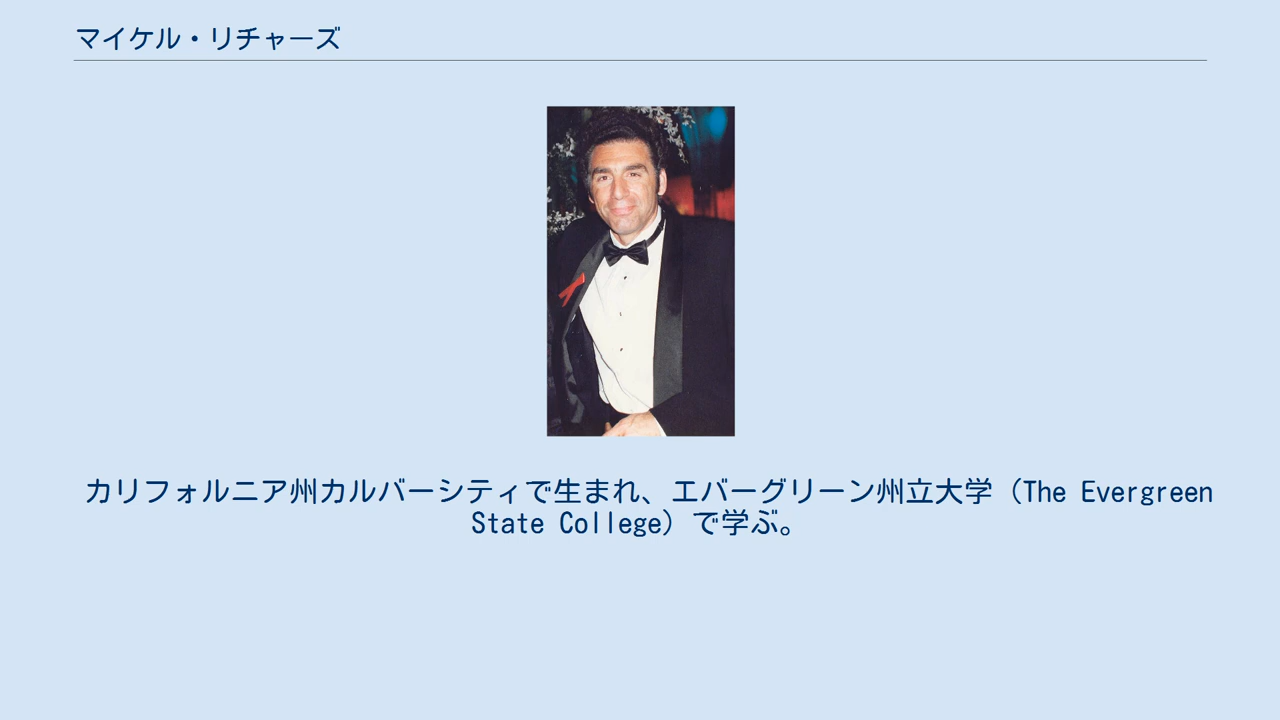 マイケル・リチャーズ
カリフォルニア州カルバーシティで生まれ、エバーグリーン州立大学（The Evergreen
State College）で学ぶ。